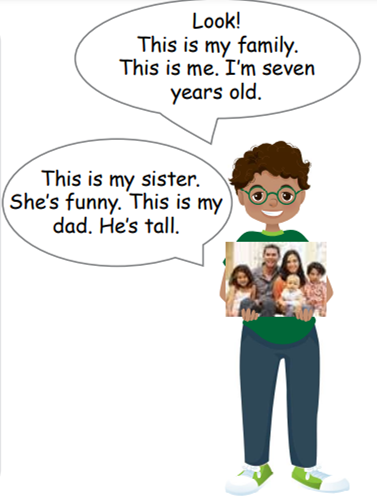 Look!
This is my family.
This is me. I'm seven
years old.
This is my sister.
She's funny. This is my
dad. He's tall.